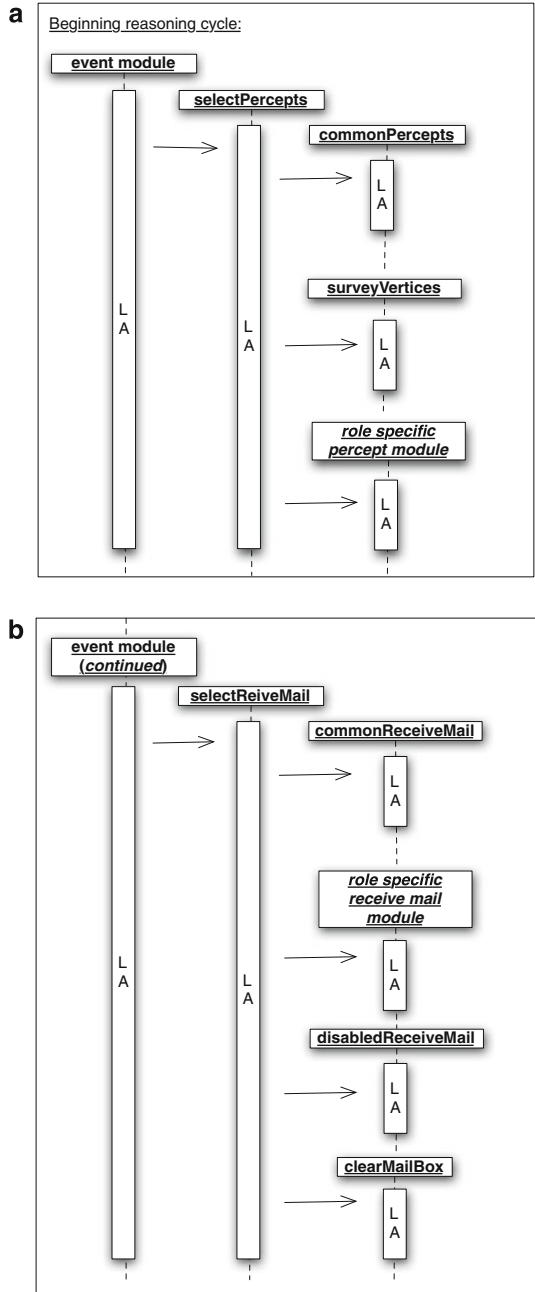 a
Beginning reasoning cycle:
event module
selectPercepts
commonPercepts
L
A
surveyVertices
L
A
L
A
L
A
role specific
percept module
L
A
b
event module
(continued)
selectReiveMail
commonReceiveMail
L
A
role specific
receive mail
module
L
A
L
A
L
A
disabledReceiveMail
L
A
clearMailBox
L
A